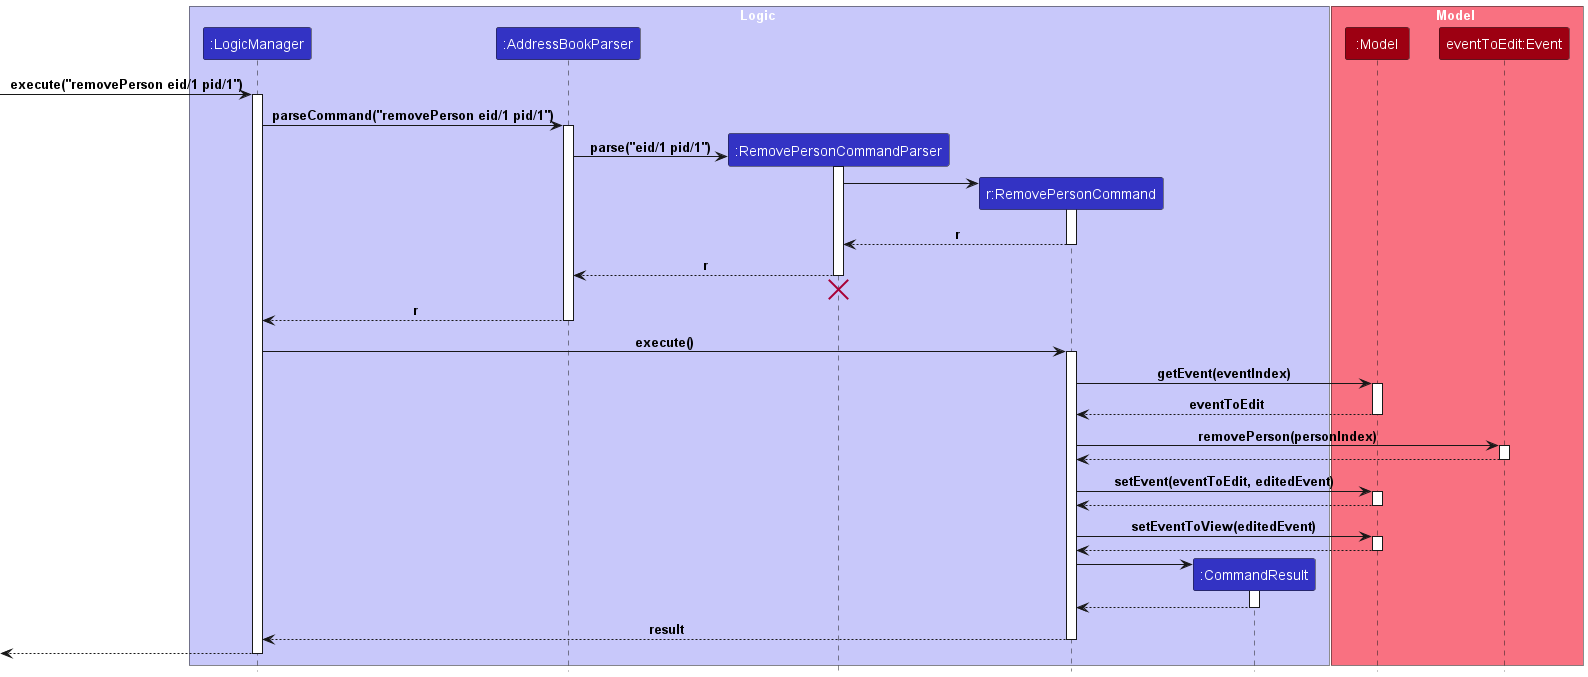 Logic
Model
:LogicManager
:AddressBookParser
:Model
eventToEdit:Event
execute("removePerson eid/1 pid/1")
parseCommand("removePerson eid/1 pid/1")
parse("eid/1 pid/1")
:RemovePersonCommandParser
r:RemovePersonCommand
r
r
r
execute()
getEvent(eventIndex)
eventToEdit
removePerson(personIndex)
setEvent(eventToEdit, editedEvent)
setEventToView(editedEvent)
:CommandResult
result